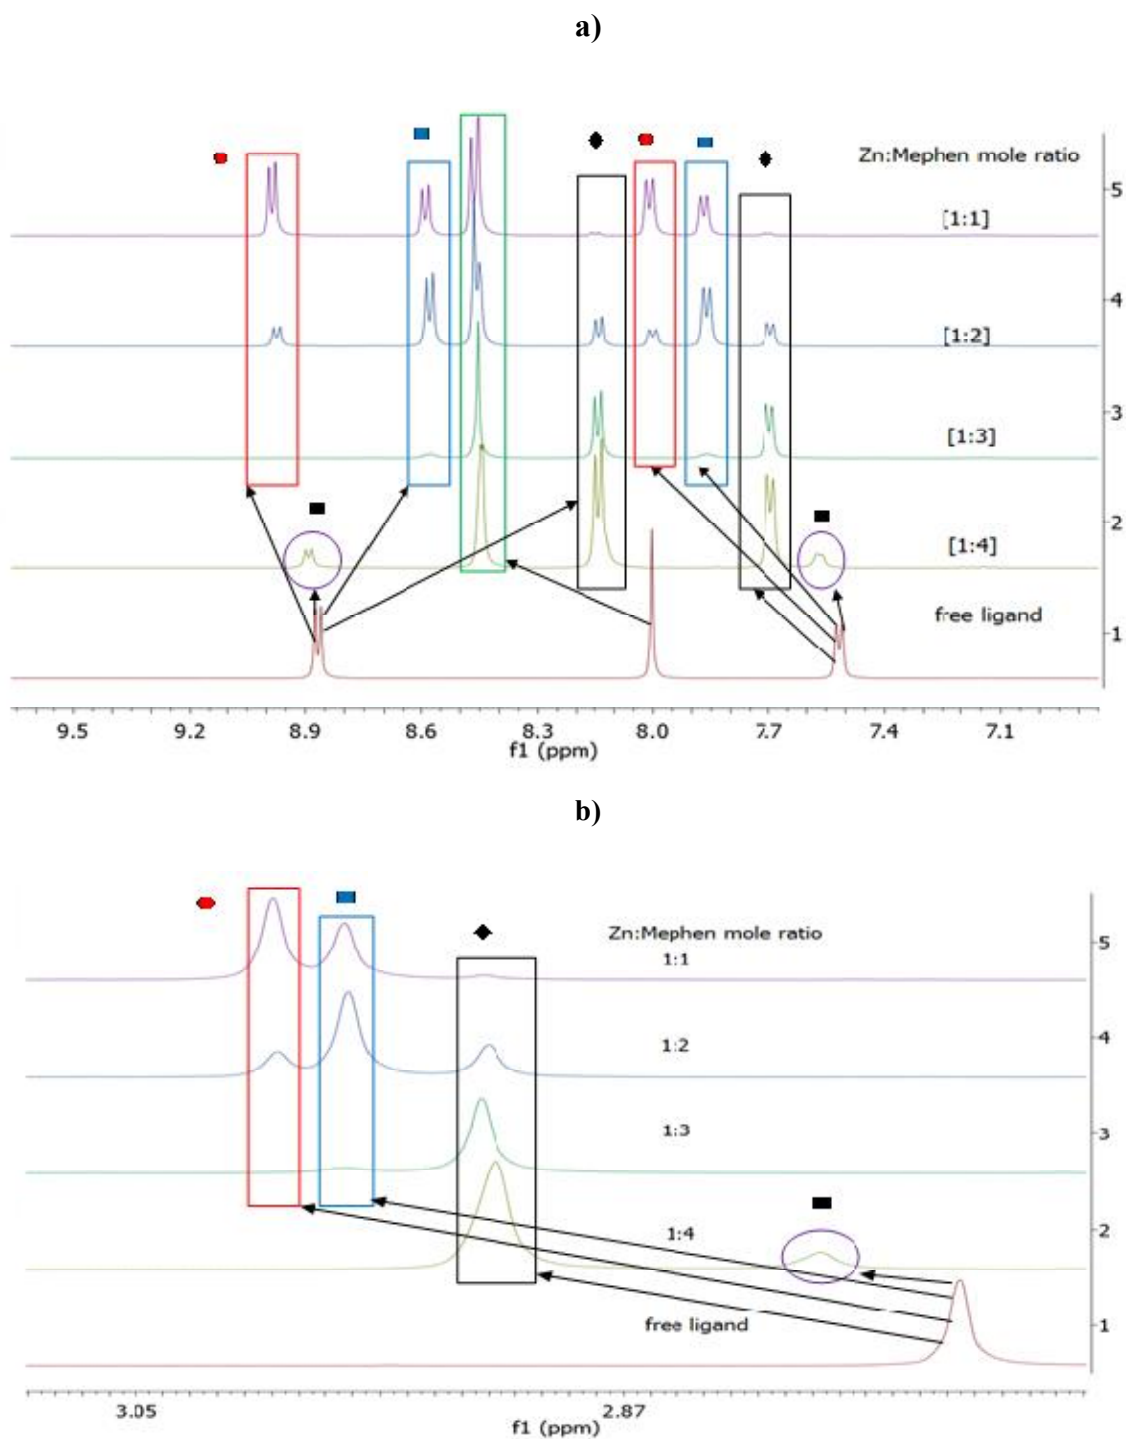 a)
Zn:Mephen mole ratio
5
[1:1]
4
[1:2]
3
[1:3]
2
[1:4]
free ligand
1
9.5 9.2 8.9 8.6 8.3 8.0 7.7 7.4 7.1
f1 (ppm)
b)
Zn:Mephen mole ratio
5
1:1
1:2
4
1:3
3
1:4
2
free ligand
1
3.05 2.87
f1 (ppm)